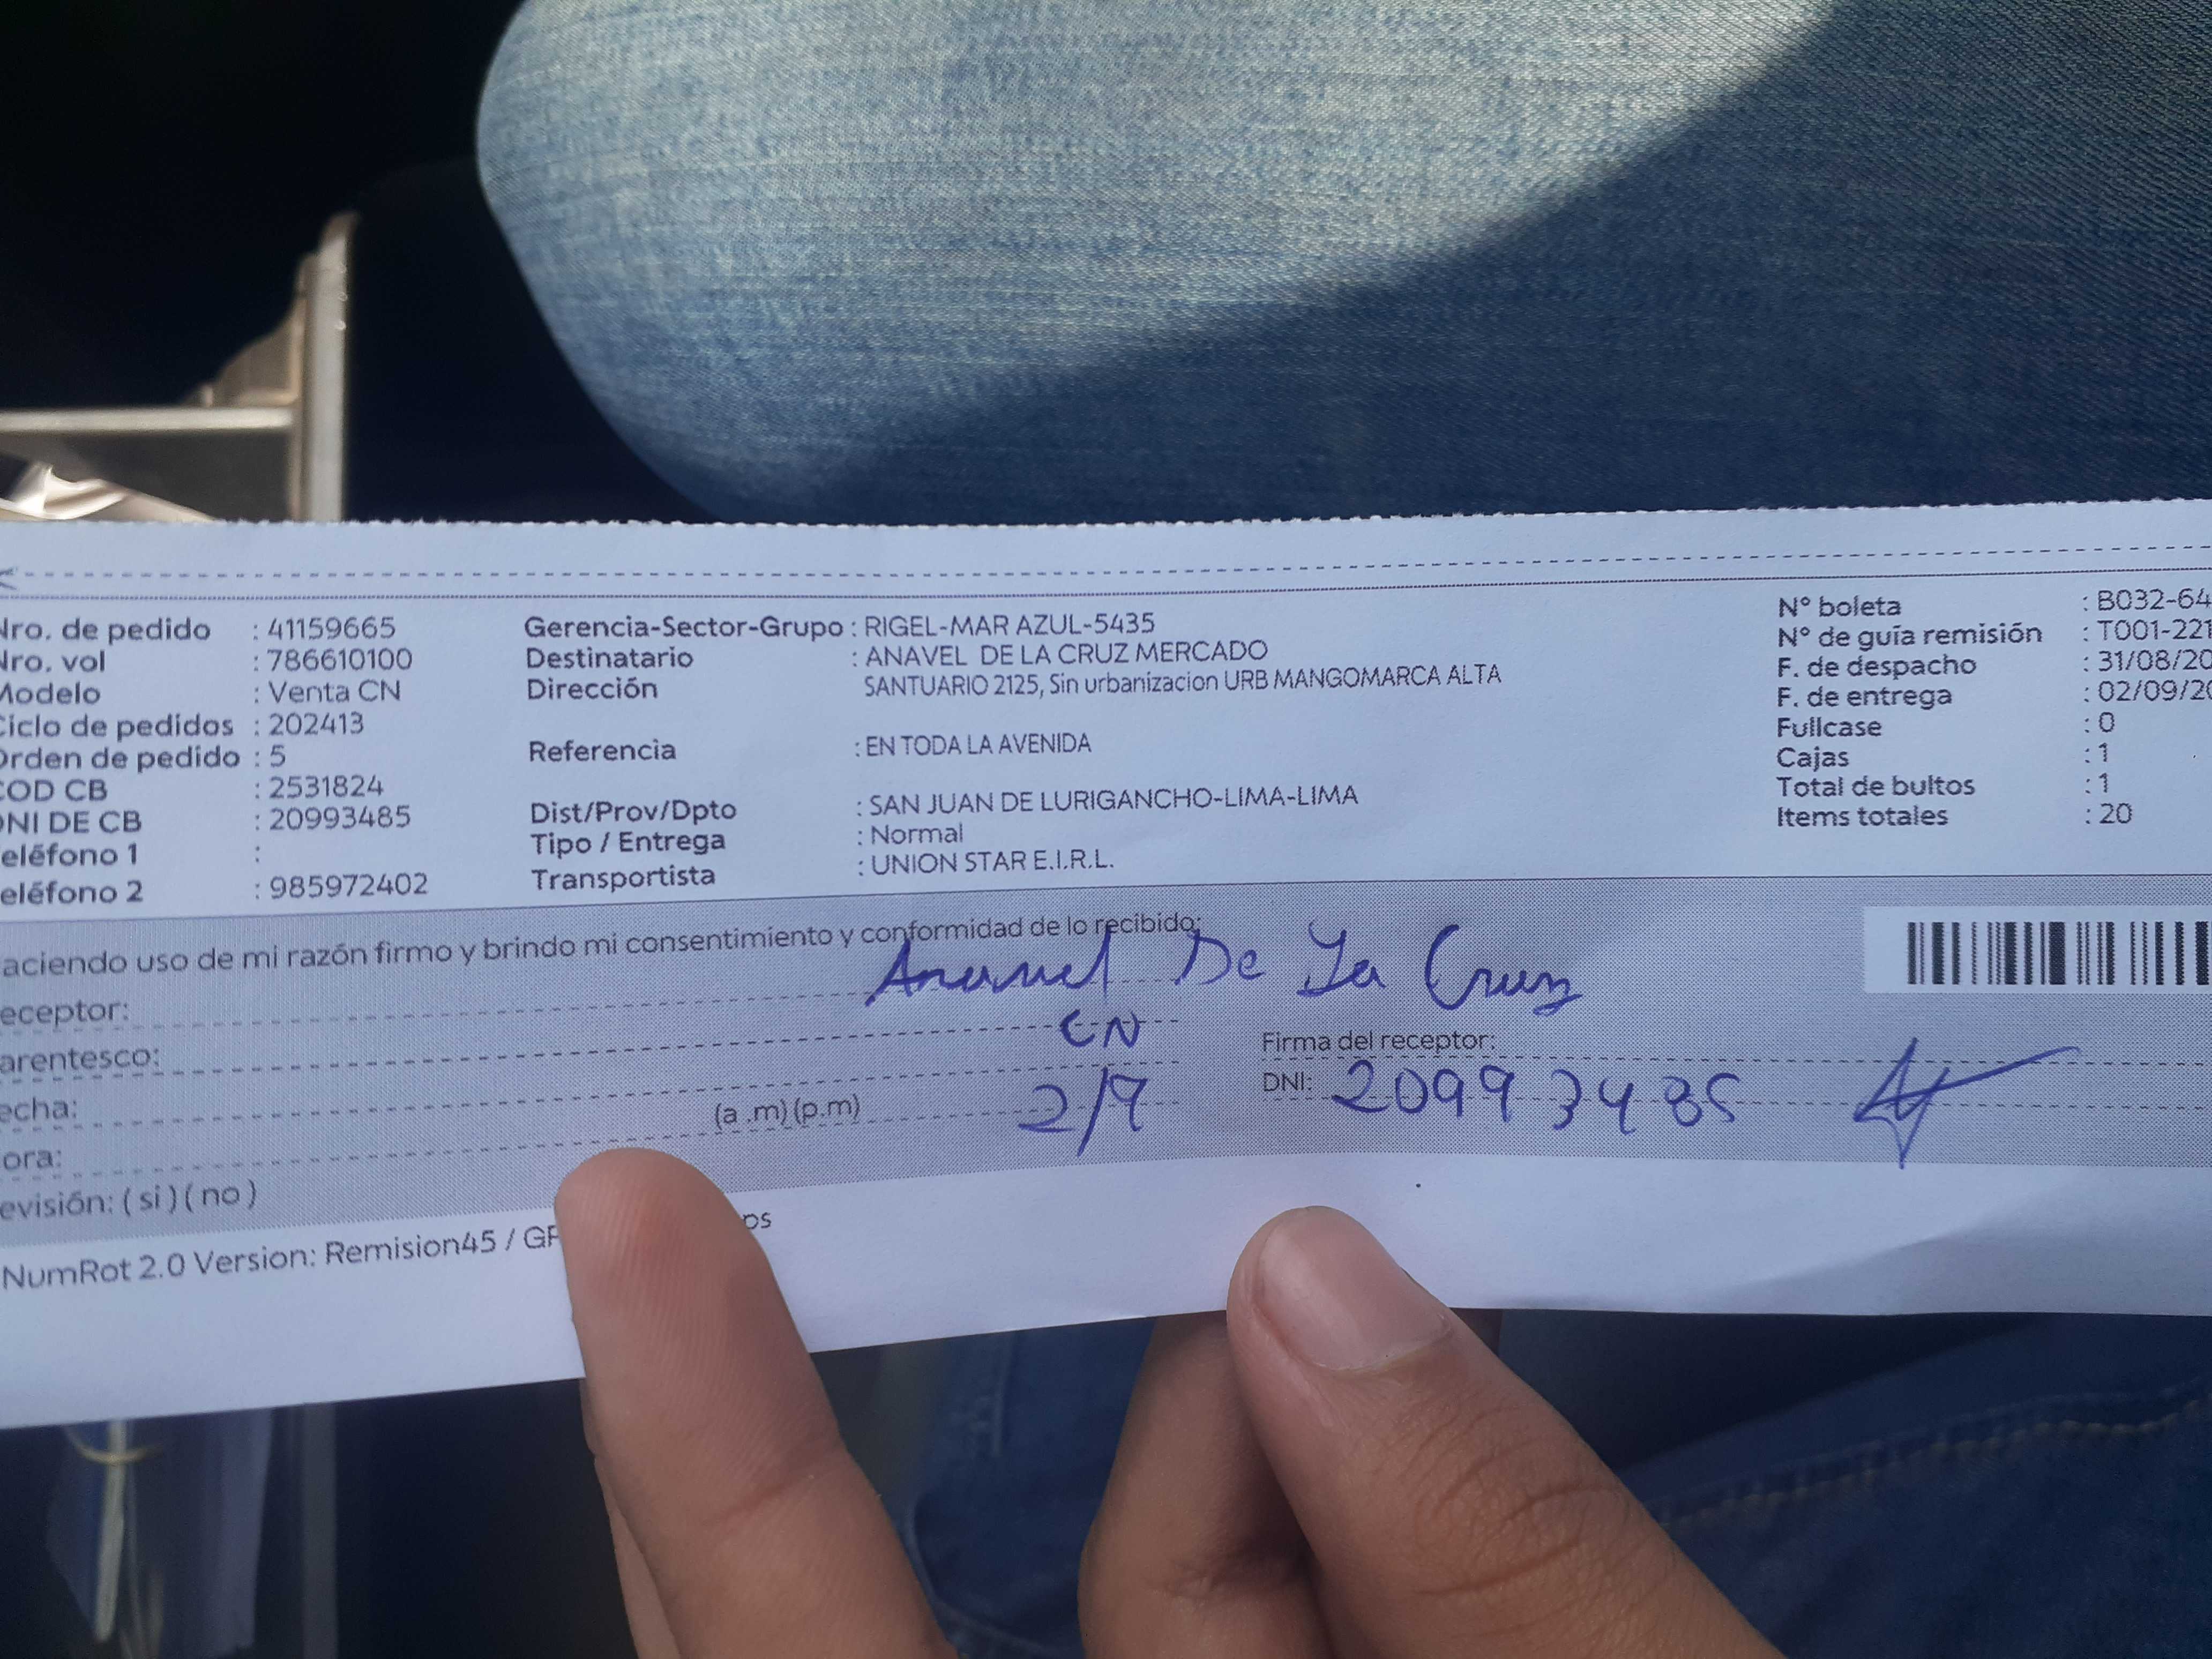 Nro. de pedido : 41159665 Gerencia-Sector-Grupo : RIGEL-MAR AZUL-5435 N° boleta : B032-64
Nro. vol : 786610100 Destinatario : ANAVEL DE LA CRUZ MERCADO N° de guía remisión : T001-221
Modelo : Venta CN Dirección SANTUARIO 2125, Sin urbanizacion URB MANGOMARCA ALTA F. de despacho : 31/08/20
Ciclo de pedidos : 202413 F. de entrega : 02/09/20
Orden de pedido : 5 Referencia : EN TODA LA AVENIDA Fullcase : 0
COD CB : 2531824 Cajas : 1
DNI DE CB : 20993485 Dist/Prov/Dpto : SAN JUAN DE LURIGANCHO-LIMA-LIMA Total de bultos : 1
eléfono 1 : Tipo / Entrega : Normal Items totales : 20
eléfono 2 : 985972402 Transportista : UNION STAR E.I.R.L.
aciendo uso de mi razón firmo y brindo mi consentimiento y conformidad de lo recibido:
eceptor: Anavel De La Cruz
arentesco: CN Firma del receptor:
echa: 2/9 DNI: 20993485
ora: (a .m) (p.m)
evisión: ( si ) ( no )
NumRot 2.0 Version: Remision45 / GF ps